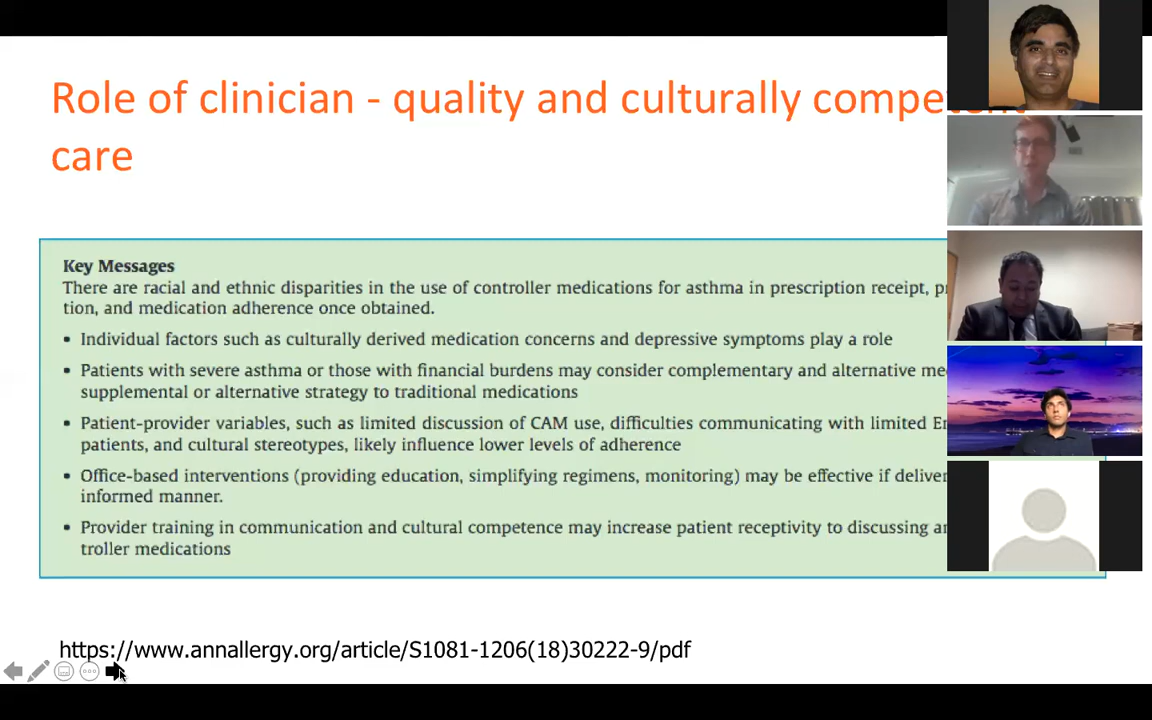 Role of clinician - quality and culturally competent
care
Key Messages
There are racial and ethnic disparities in the use of controller medications for asthma in prescription receipt,
tion, and medication adherence once obtained.
• Individual factors such as culturally derived medication concerns and depressive symptoms play a role
• Patients with severe asthma or those with financial burdens may consider complementary and alternative
supplemental or alternative strategy to traditional medications
• Patient-provider variables, such as limited discussion of CAM use, difficulties communicating with limited
patients, and cultural stereotypes, likely influence lower levels of adherence
• Office-based interventions (providing education, simplifying regimens, monitoring) may be effective if
informed manner.
• Provider training in communication and cultural competence may increase patient receptivity to discussing
troller medications
https://www.annallergy.org/article/S1081-1206(18)30222-9/pdf